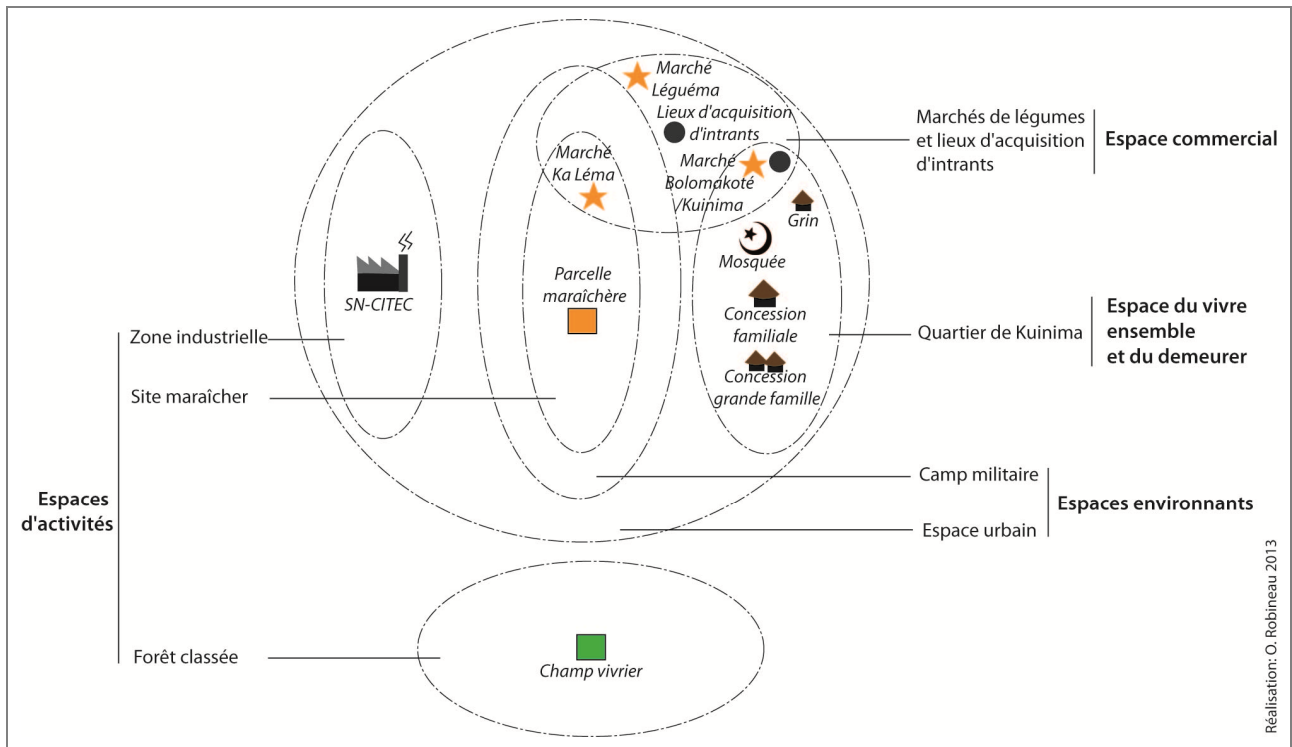 Marché
Léguéma
Lieux d'acquisition
d'intrants
Marché
Ka Léma
Marché
Bolomakoté
/Kuinima
Grin
Mosquée
SN-CITEC
Parcelle
maraîchère
Concession
familiale
Concession
grande famille
Champ vivrier
Zone industrielle
Site maraîcher
Espaces
d'activités
Forêt classée
Marchés de légumes
et lieux d'acquisition
d'intrants
Espace commercial
Quartier de Kuinima
Espace du vivre
ensemble
et du demeurer
Camp militaire
Espace urbain
Espaces environnants
Réalisation: O. Robineau 2013